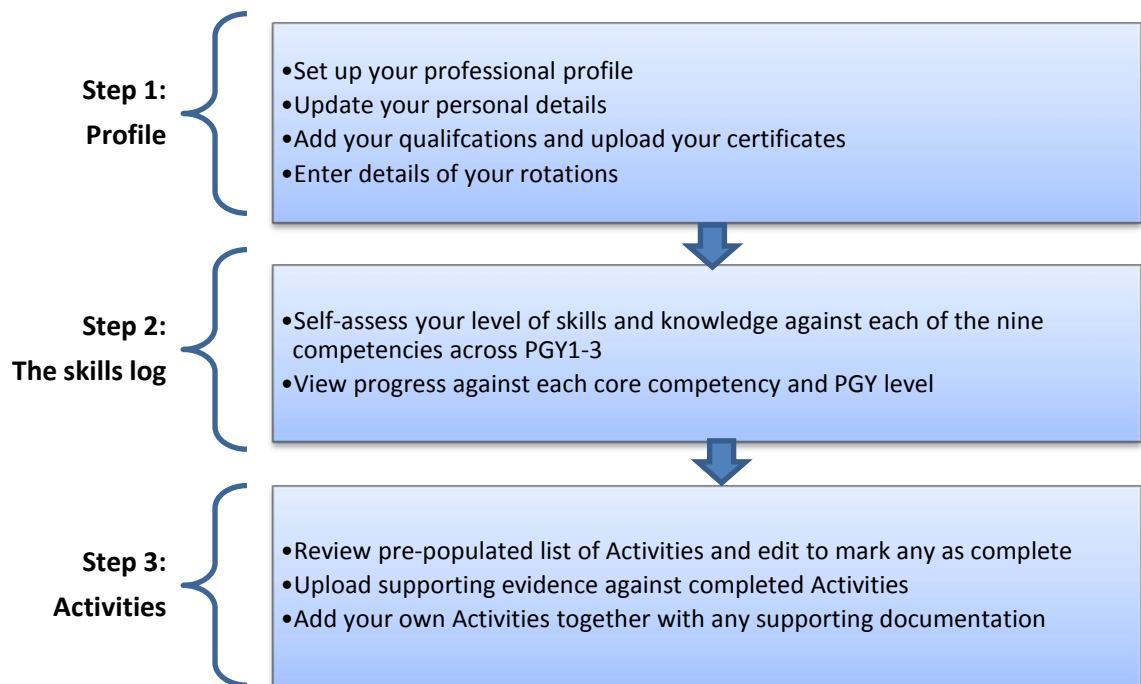 Step 1:
Profile
•Set up your professional profile
•Update your personal details
•Add your qualifcations and upload your certificates
•Enter details of your rotations
Step 2:
The skills log
•Self-assess your level of skills and knowledge against each of the nine
competencies across PGY1-3
•View progress against each core competency and PGY level
Step 3:
Activities
•Review pre-populated list of Activities and edit to mark any as complete
•Upload supporting evidence against completed Activities
•Add your own Activities together with any supporting documentation